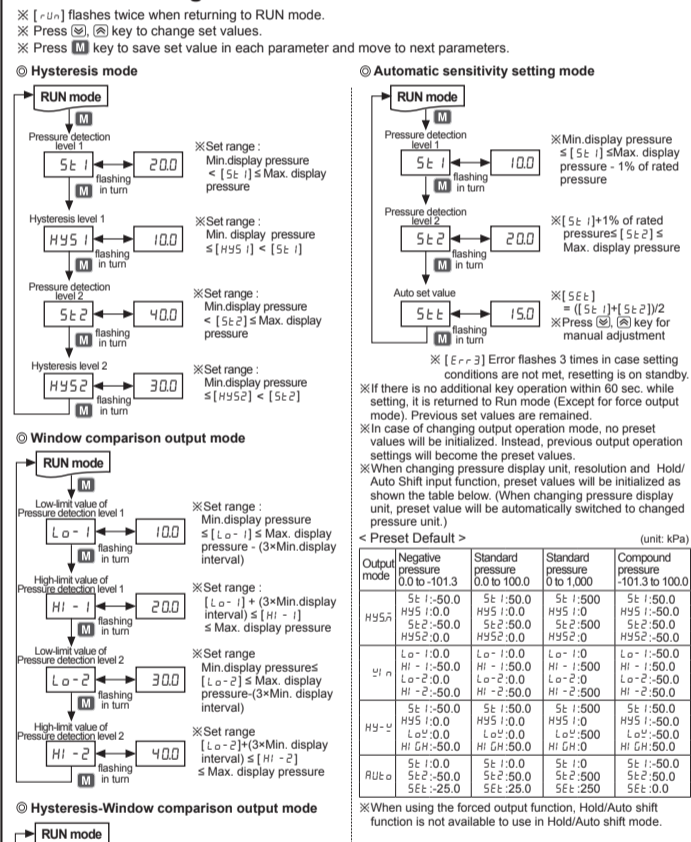 ※ [rUn] flashes twice when returning to RUN mode.
※ Press ︾, ︽ key to change set values.
※ Press M key to save set value in each parameter and move to next parameters.
◎ Hysteresis mode
RUN mode
M
Pressure detection
level 1
St 1
20.0
flashing
M in turn
※Set range :
Min.display pressure
< [St 1] ≤ Max. display
pressure
Hysteresis level 1
HYS 1
10.0
flashing
M in turn
※Set range :
Min. display pressure
≤[HYS 1] < [St 1]
Pressure detection
level 2
St2
40.0
flashing
M in turn
※Set range :
Min.display pressure
< [St2] ≤ Max. display
pressure
Hysteresis level 2
HYS2
30.0
flashing
M in turn
※Set range :
Min.display pressure
≤[HYS2] < [St2]
◎ Window comparison output mode
RUN mode
M
Low-limit value of
Pressure detection level 1
Lo- 1
10.0
flashing
M in turn
※Set range :
Min.display pressure
≤[Lo- 1] ≤ Max. display
pressure - (3×Min.display
interval)
High-limit value of
Pressure detection level 1
HI - 1
20.0
flashing
M in turn
※Set range :
[Lo- 1] + (3×Min.display
interval) ≤ [HI - 1]
≤ Max. display pressure
Low-limit value of
Pressure detection level 2
Lo-2
30.0
flashing
M in turn
※Set range
Min.display pressure≤
[Lo-2] ≤ Max. display
pressure-(3×Min. display
interval)
High-limit value of
Pressure detection level 2
HI -2
40.0
flashing
M in turn
※Set range
[Lo-2]+(3×Min. display
interval) ≤ [HI -2]
≤ Max. display pressure
◎ Hysteresis-Window comparison output mode
RUN mode
◎ Automatic sensitivity setting mode
RUN mode
M
Pressure detection
level 1
St 1
10.0
flashing
M in turn
※Min.display pressure
≤ [St 1] ≤Max. display
pressure - 1% of rated
pressure
Pressure detection
level 2
St2
20.0
flashing
M in turn
※[St 1]+1% of rated
pressure≤ [St2] ≤
Max. display pressure
Auto set value
Stt
15.0
flashing
M in turn
※[SEt]
= ([St 1]+[St2])/2
※Press ︾, ︽ key for
manual adjustment
※ [Err3] Error flashes 3 times in case setting
conditions are not met, resetting is on standby.
※If there is no additional key operation within 60 sec. while
setting, it is returned to Run mode (Except for force output
mode). Previous set values are remained.
※In case of changing output operation mode, no preset
values will be initialized. Instead, previous output operation
settings will become the preset values.
※When changing pressure display unit, resolution and Hold/
Auto Shift input function, preset values will be initialized as
shown the table below. (When changing pressure display
unit, preset value will be automatically switched to changed
pressure unit.)
< Preset Default > (unit: kPa)
Output mode Negative pressure 0.0 to -101.3 Standard pressure 0.0 to 100.0 Standard pressure 0 to 1,000 Compound pressure -101.3 to 100.0
HYSn
St 1:-50.0 St 1:50.0 St 1:500 St 1:50.0
HYS 1:0.0 HYS 1:0.0 HYS 1:0 HYS 1:-50.0
St2:-50.0 St2:50.0 St2:500 St2:50.0
HYS2:0.0 HYS2:0.0 HYS2:0 HYS2:-50.0
Lo- 1:0.0 Lo- 1:0.0 Lo- 1:0 Lo- 1:-50.0
HI - 1:-50.0 HI - 1:50.0 HI - 1:500 HI - 1:50.0
Lo-2:0.0 Lo-2:0.0 Lo-2:0 Lo-2:-50.0
HI -2:-50.0 HI -2:50.0 HI -2:500 HI -2:50.0
HY-
St 1:-50.0 St 1:50.0 St 1:500 St 1:50.0
HYS 1:0.0 HYS 1:0.0 HYS 1:0 HYS 1:-50.0
LoW:0.0 LoW:0.0 LoW:500 LoW:-50.0
HI GH:-50.0 HI GH:50.0 HI GH:0 HI GH:50.0
AUto
St 1:0.0 St 1:0.0 St 1:0 St 1:-50.0
St2:-50.0 St2:50.0 St2:500 St2:50.0
SEt:-25.0 SEt:25.0 SEt:250 SEt:0.0
※When using the forced output function, Hold/Auto shift
function is not available to use in Hold/Auto shift mode.